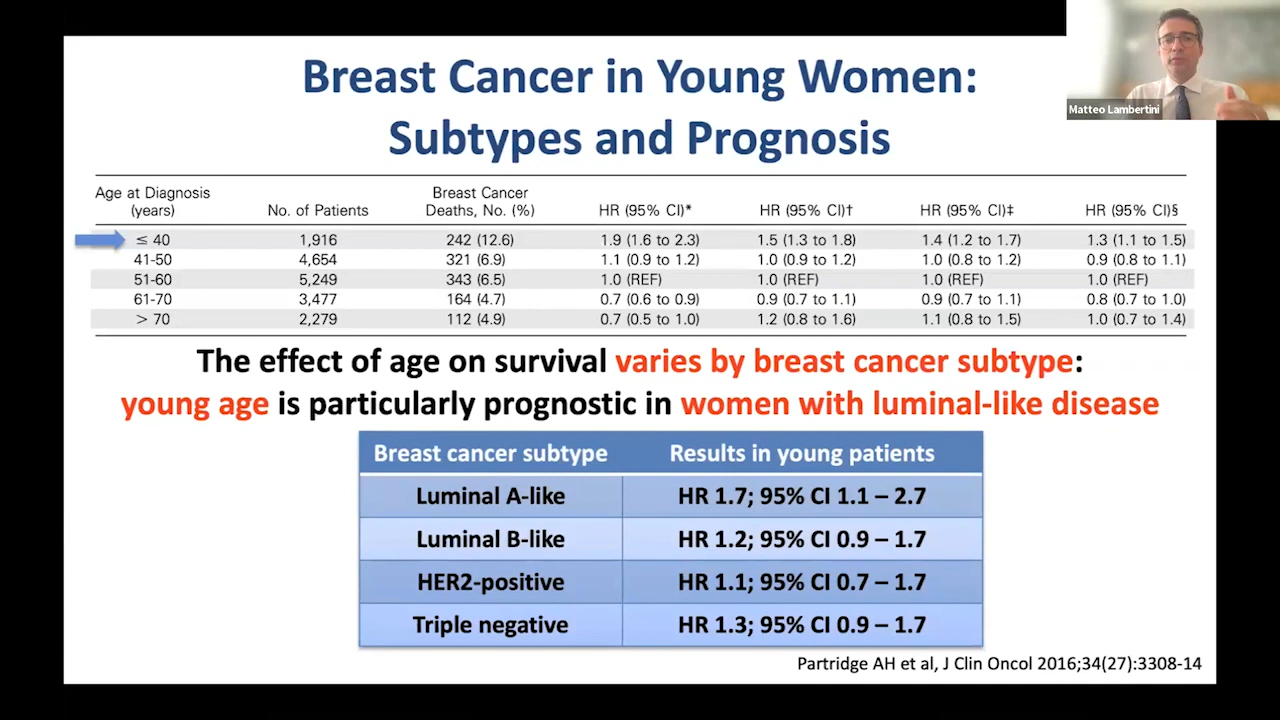 Matteo Lambertini
Breast Cancer in Young Women:
Subtypes and Prognosis
Age at Diagnosis (years) No. of Patients Breast Cancer Deaths, No. (%) HR (95% CI)* HR (95% CI)† HR (95% CI)‡ HR (95% CI)§
≤ 40 1,916 242 (12.6) 1.9 (1.6 to 2.3) 1.5 (1.3 to 1.8) 1.4 (1.2 to 1.7) 1.3 (1.1 to 1.5)
41-50 4,654 321 (6.9) 1.1 (0.9 to 1.2) 1.0 (0.9 to 1.2) 1.0 (0.8 to 1.2) 0.9 (0.8 to 1.1)
51-60 5,249 343 (6.5) 1.0 (REF) 1.0 (REF) 1.0 (REF) 1.0 (REF)
61-70 3,477 164 (4.7) 0.7 (0.6 to 0.9) 0.9 (0.7 to 1.1) 0.9 (0.7 to 1.1) 0.8 (0.7 to 1.0)
> 70 2,279 112 (4.9) 0.7 (0.5 to 1.0) 1.2 (0.8 to 1.6) 1.1 (0.8 to 1.5) 1.0 (0.7 to 1.4)
The effect of age on survival varies by breast cancer subtype:
young age is particularly prognostic in women with luminal-like disease
Breast cancer subtype Results in young patients
Luminal A-like HR 1.7; 95% CI 1.1 – 2.7
Luminal B-like HR 1.2; 95% CI 0.9 – 1.7
HER2-positive HR 1.1; 95% CI 0.7 – 1.7
Triple negative HR 1.3; 95% CI 0.9 – 1.7
Partridge AH et al, J Clin Oncol 2016;34(27):3308-14